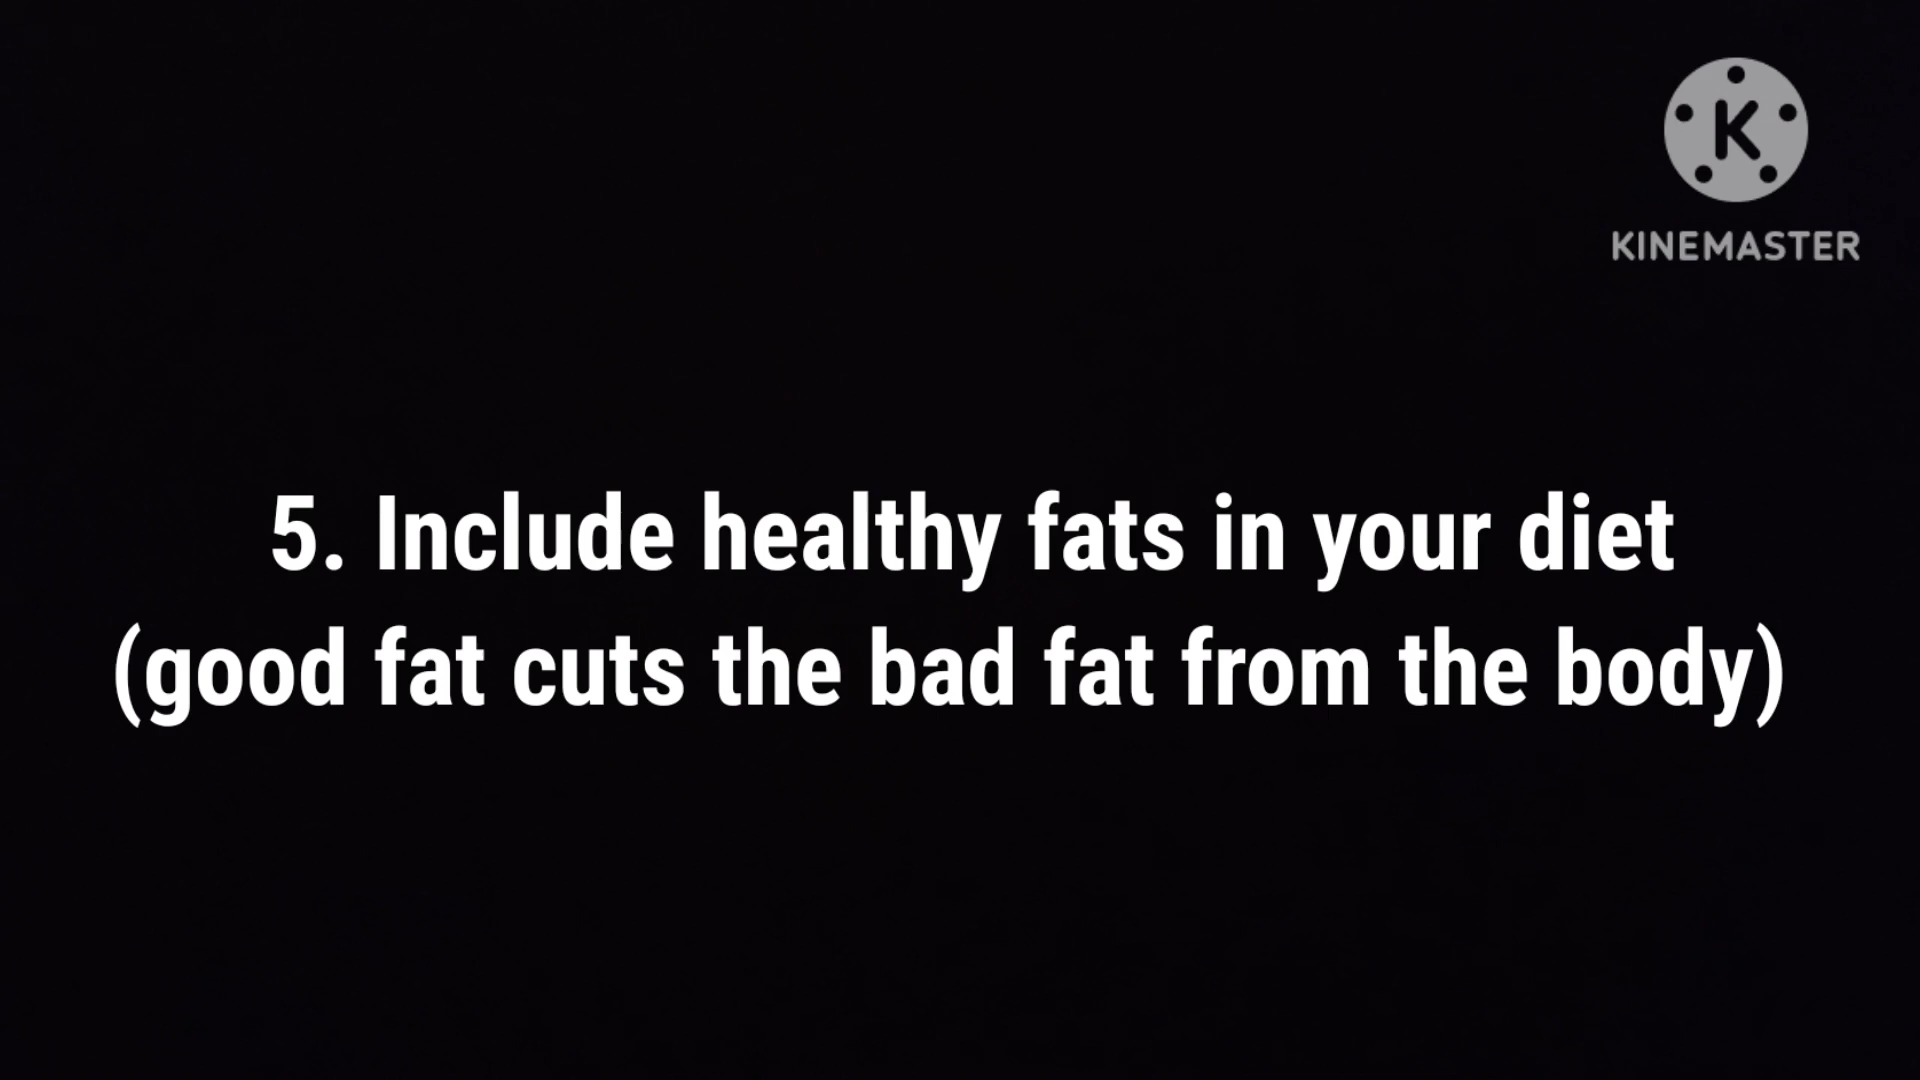 K
KINEMASTER
5. Include healthy fats in your diet
(good fat cuts the bad fat from the body)